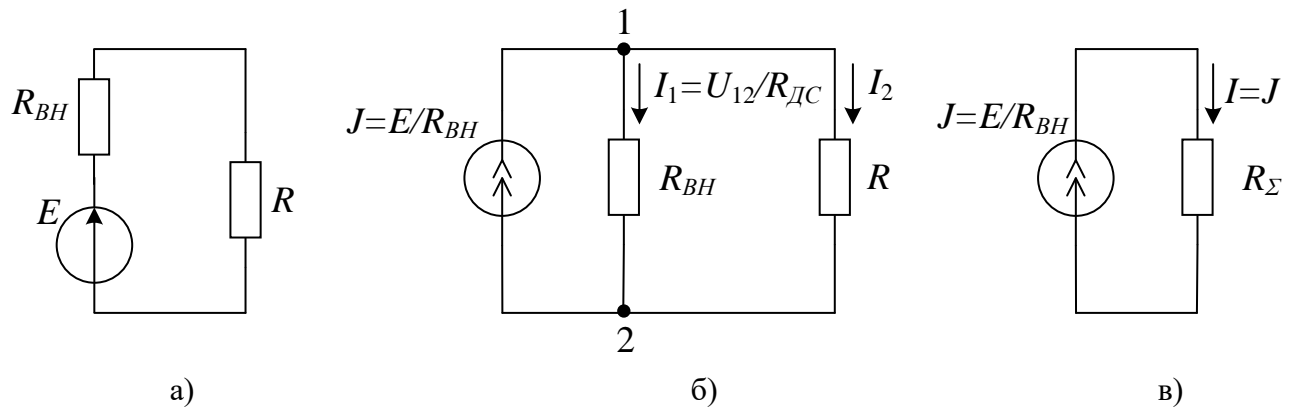 1
R_ВН
E
R
J=E/R_ВН
I_1=U_12/R_ДС
I_2
R_ВН
R
J=E/R_ВН
I=J
R_Σ
2
а)
б)
в)